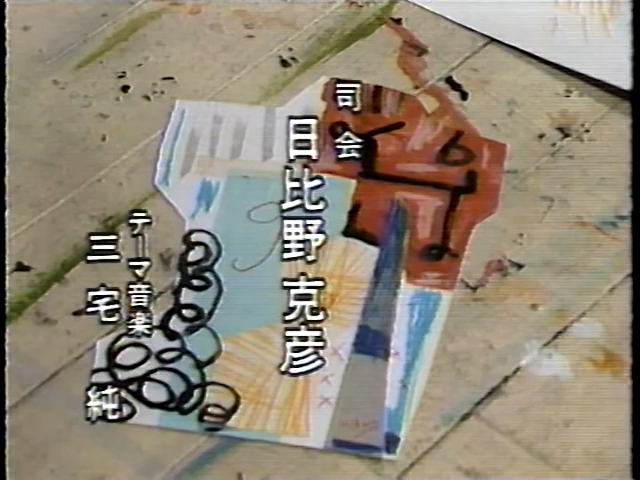 司会
日比野克彦
テーマ音楽
三宅 純